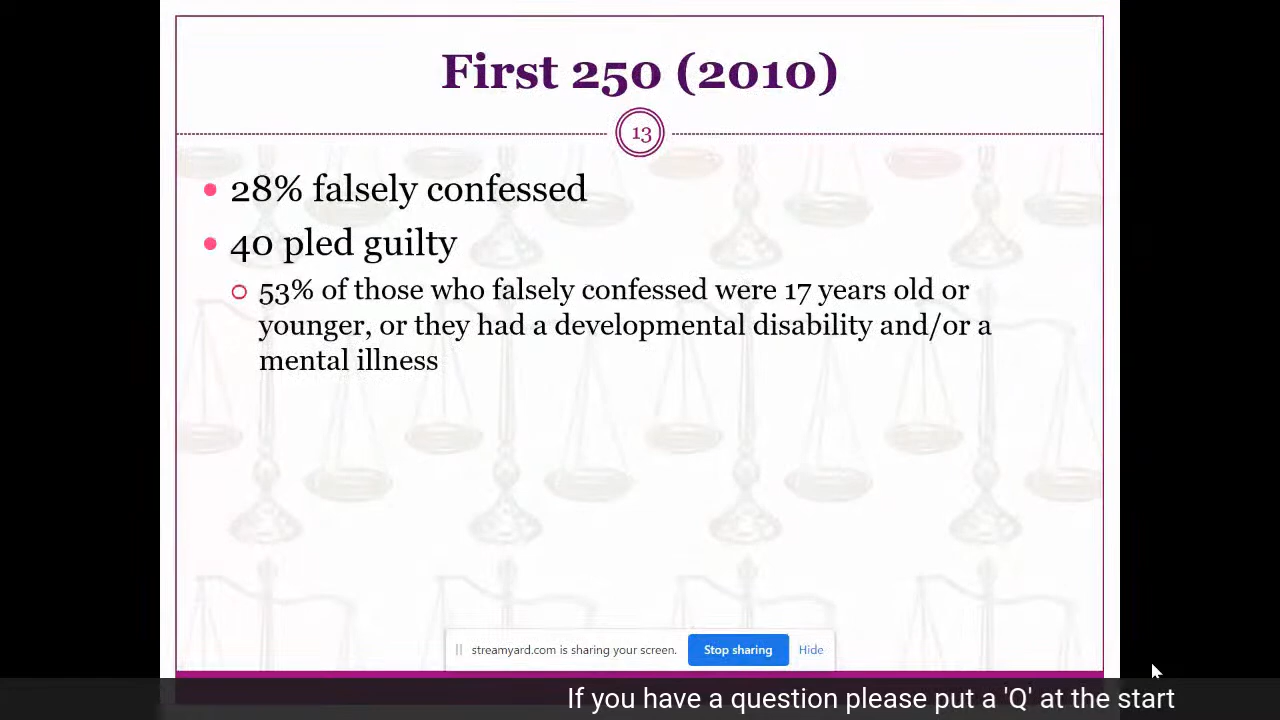 First 250 (2010)
13
28% falsely confessed
40 pled guilty
53% of those who falsely confessed were 17 years old or
younger, or they had a developmental disability and/or a
mental illness
streamyard.com is sharing your screen. Stop sharing Hide
If you have a question please put a 'Q' at the start